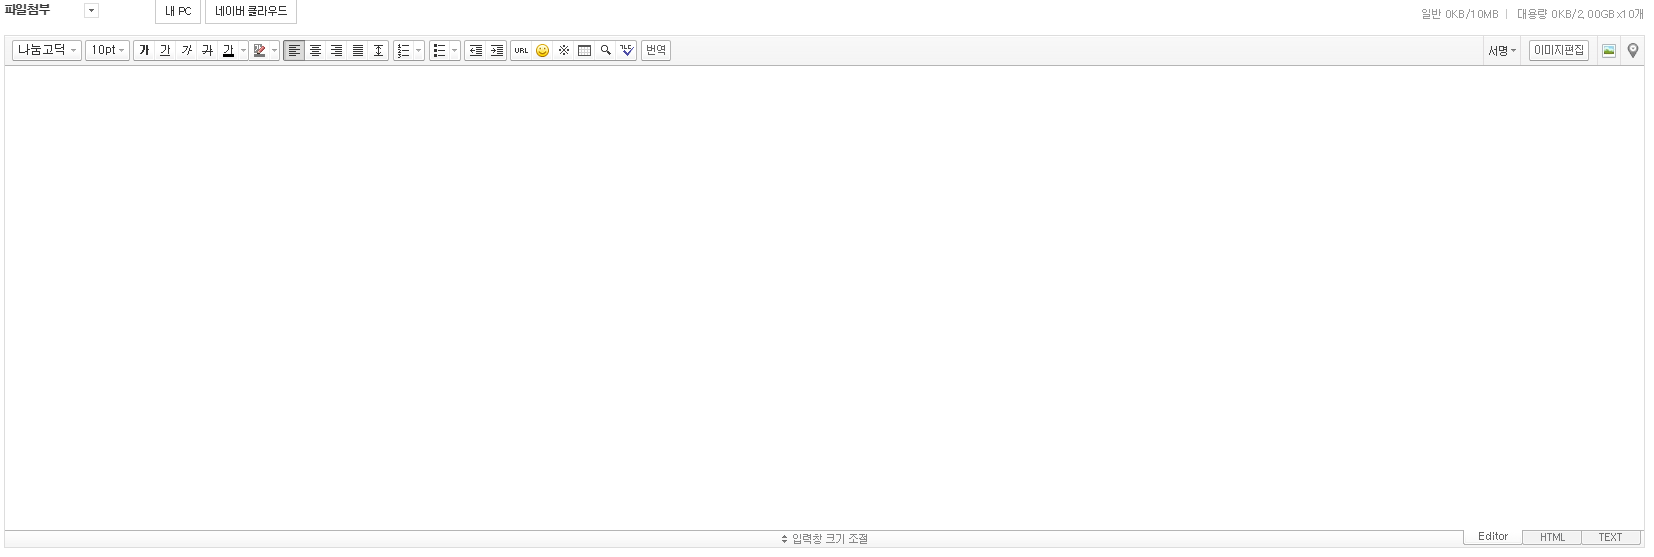 파일첨부 내 PC 네이버 클라우드 일반 0KB/10MB | 대용량 0KB/2.00GB x10개
나눔고딕 10pt 가 가 가 가 가 URL ※ 번역 서명 이미지편집
입력창 크기 조절 Editor HTML TEXT